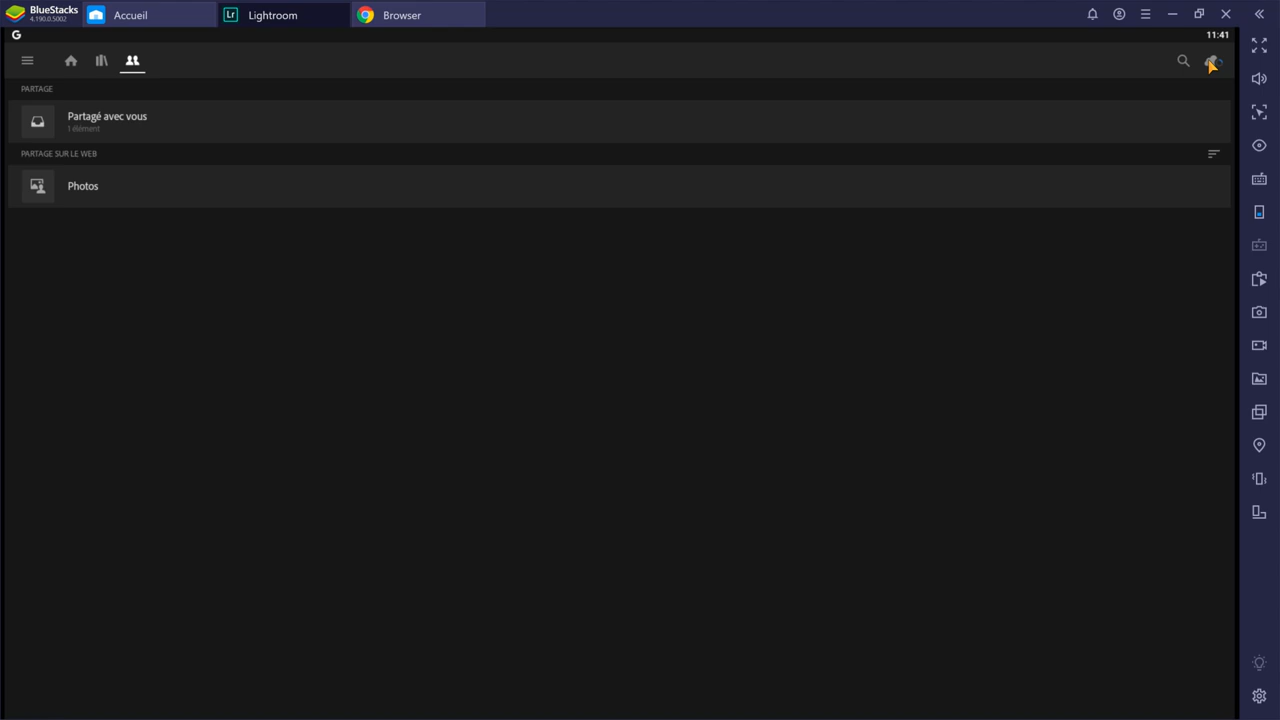 BlueStacks
4.190.0.5002
Accueil
Lr
Lightroom
Browser
G
11:41
PARTAGE
Partagé avec vous
1 élément
PARTAGE SUR LE WEB
Photos